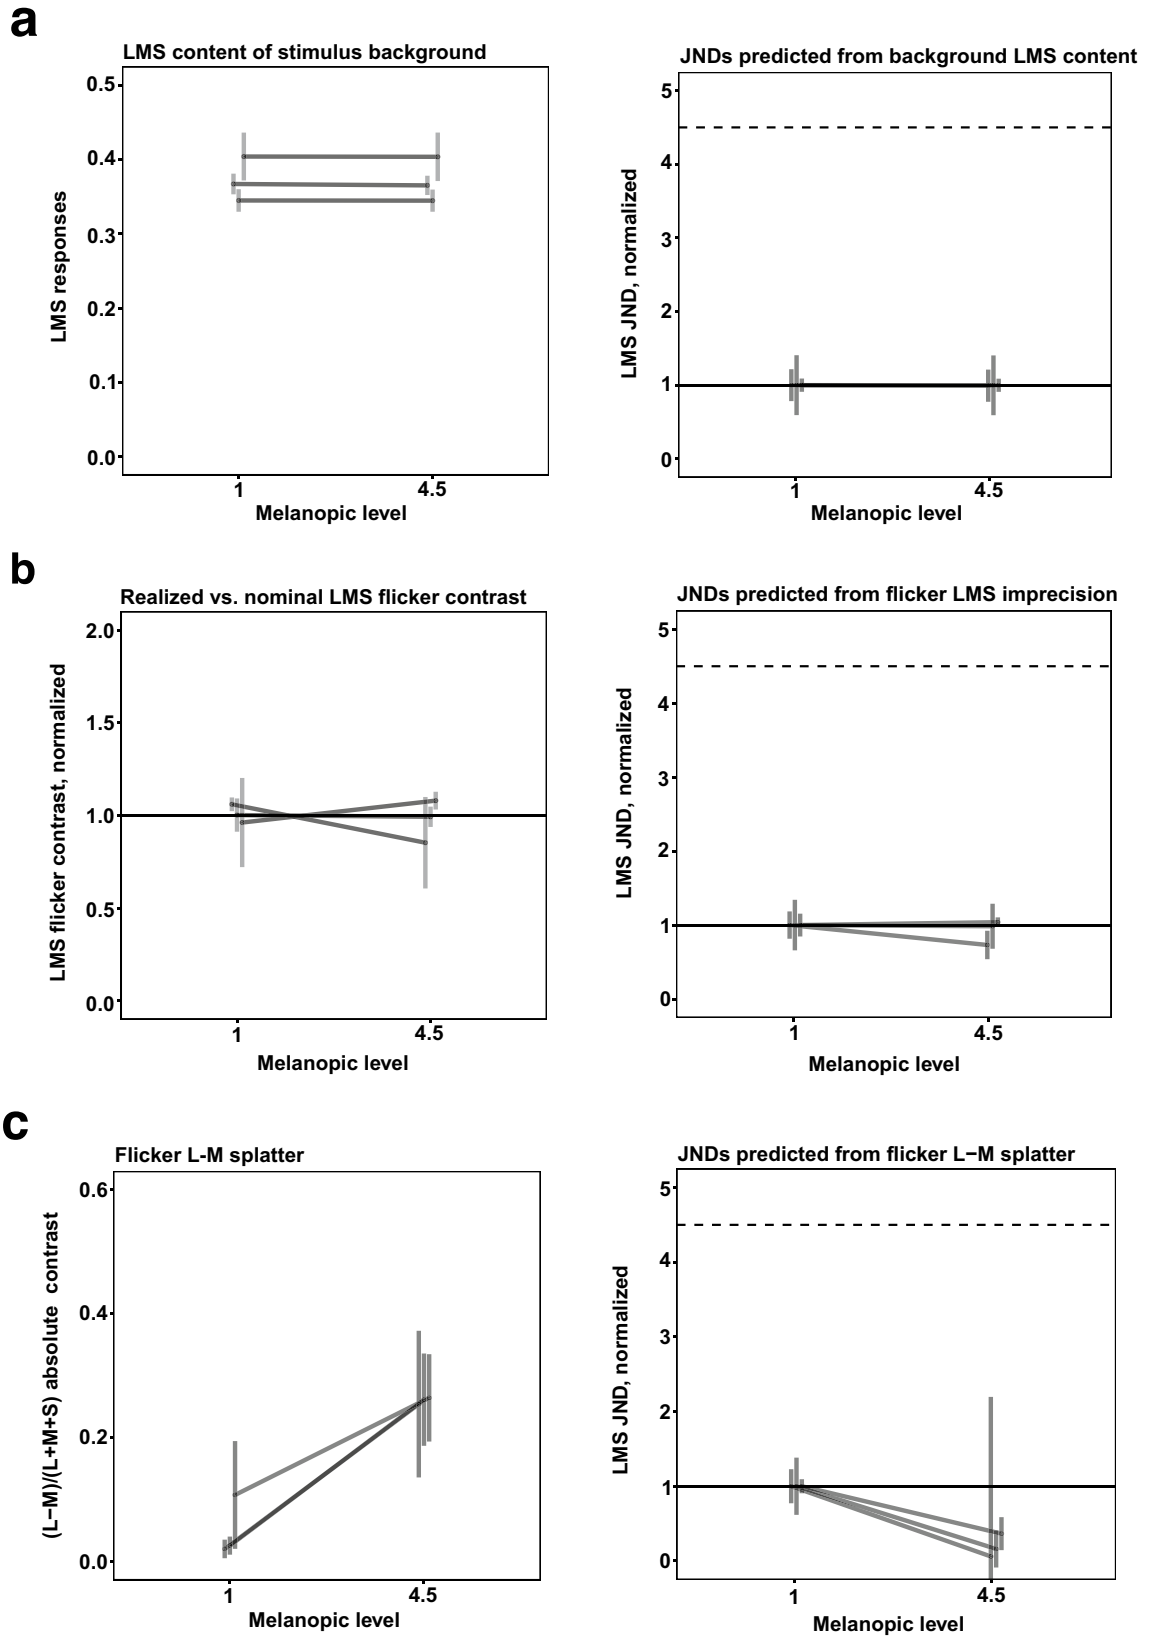 a
LMS content of stimulus background
0.5
0.4
0.3
0.2
0.1
0.0
LMS responses
1
4.5
Melanopic level
JNDs predicted from background LMS content
5
4
3
2
1
0
LMS JND, normalized
1
4.5
Melanopic level
b
Realized vs. nominal LMS flicker contrast
2.0
1.5
1.0
0.5
0.0
LMS flicker contrast, normalized
1
4.5
Melanopic level
JNDs predicted from flicker LMS imprecision
5
4
3
2
1
0
LMS JND, normalized
1
4.5
Melanopic level
c
Flicker L-M splatter
0.6
0.4
0.2
0.0
(L−M)/(L+M+S) absolute contrast
1
4.5
Melanopic level
JNDs predicted from flicker L−M splatter
5
4
3
2
1
0
LMS JND, normalized
1
4.5
Melanopic level